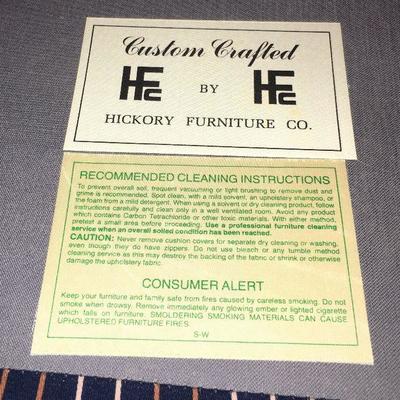 Custom Crafted
HFC BY HFC
HICKORY FURNITURE CO.
RECOMMENDED CLEANING INSTRUCTIONS
To prevent overall soil, frequent vacuuming or light brushing to remove dust and
grime is recommended. Spot clean, with a mild solvent, an upholstery shampoo, or
the foam from a mild detergent. When using a solvent or dry cleaning product, follow
instructions carefully and clean only in a well ventilated room. Avoid any product
which contains Carbon Tetrachloride or other toxic materials. With either method,
pretest a small area before proceeding. Use a professional furniture cleaning
service when an overall soiled condition has been reached.
CAUTION: Never remove cushion covers for separate dry cleaning or washing,
even though they do have zippers. Do not use bleach or any tumble method
cleaning service as this may destroy the backing of the fabric or shrink or otherwise
damage the upholstery fabric.
CONSUMER ALERT
Keep your furniture and family safe from fires caused by careless smoking. Do not
smoke when drowsy. Remove immediately any glowing ember or lighted cigarette
which falls on furniture. SMOLDERING SMOKING MATERIALS CAN CAUSE
UPHOLSTERED FURNITURE FIRES.
S-W